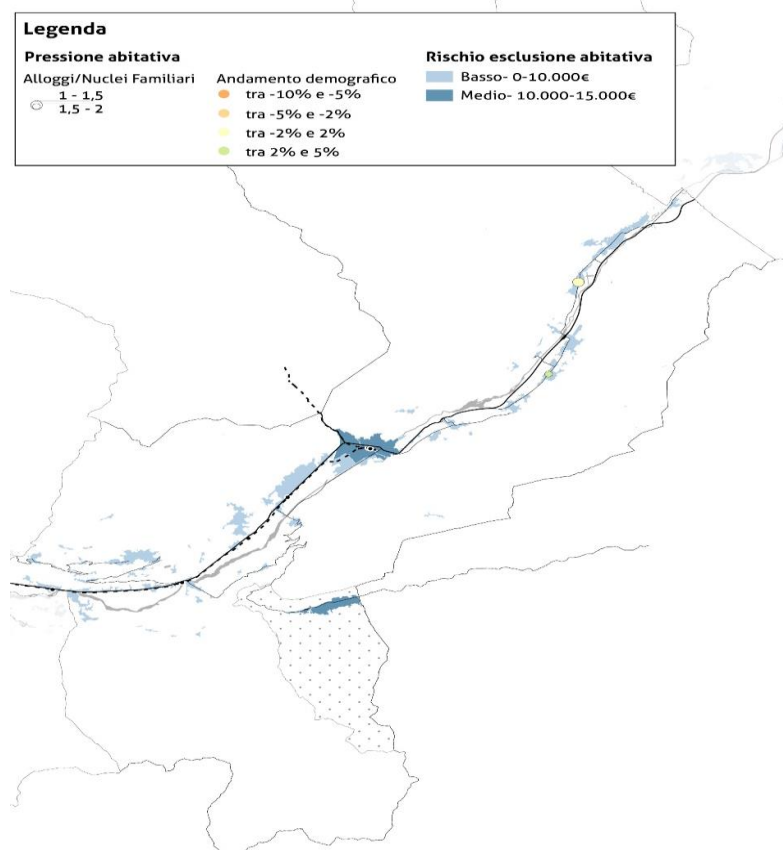 Legenda
Pressione abitativa
Alloggi/Nuclei Familiari
1 - 1,5
1,5 - 2
Andamento demografico
tra -10% e -5%
tra -5% e -2%
tra -2% e 2%
tra 2% e 5%
Rischio esclusione abitativa
Basso- 0-10.000€
Medio- 10.000-15.000€